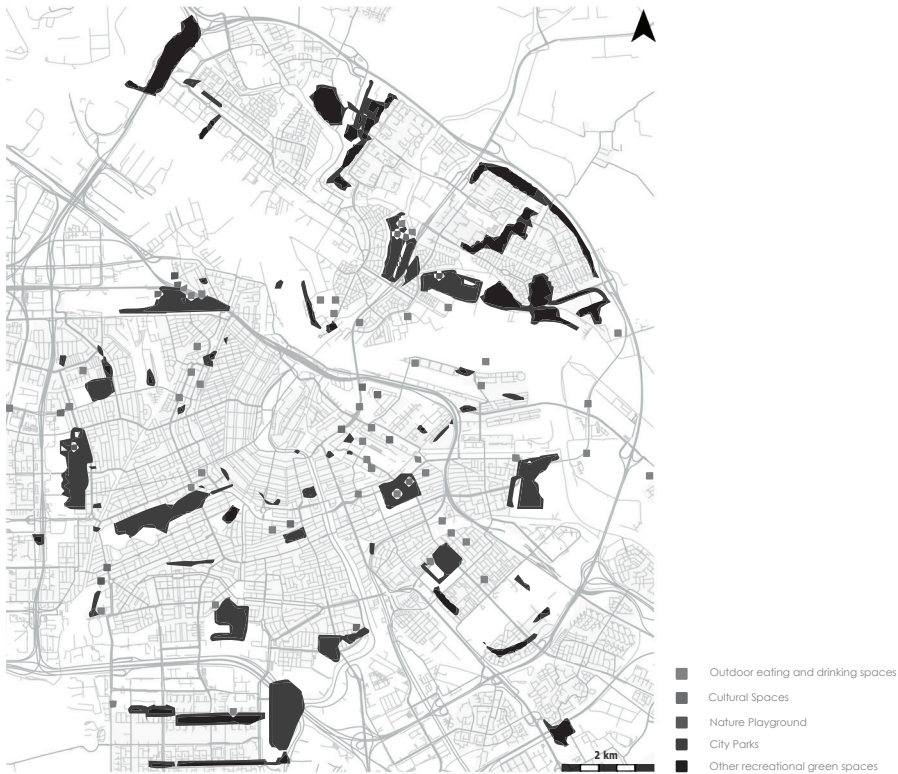 2 km
Outdoor eating and drinking spaces
Cultural Spaces
Nature Playground
City Parks
Other recreational green spaces